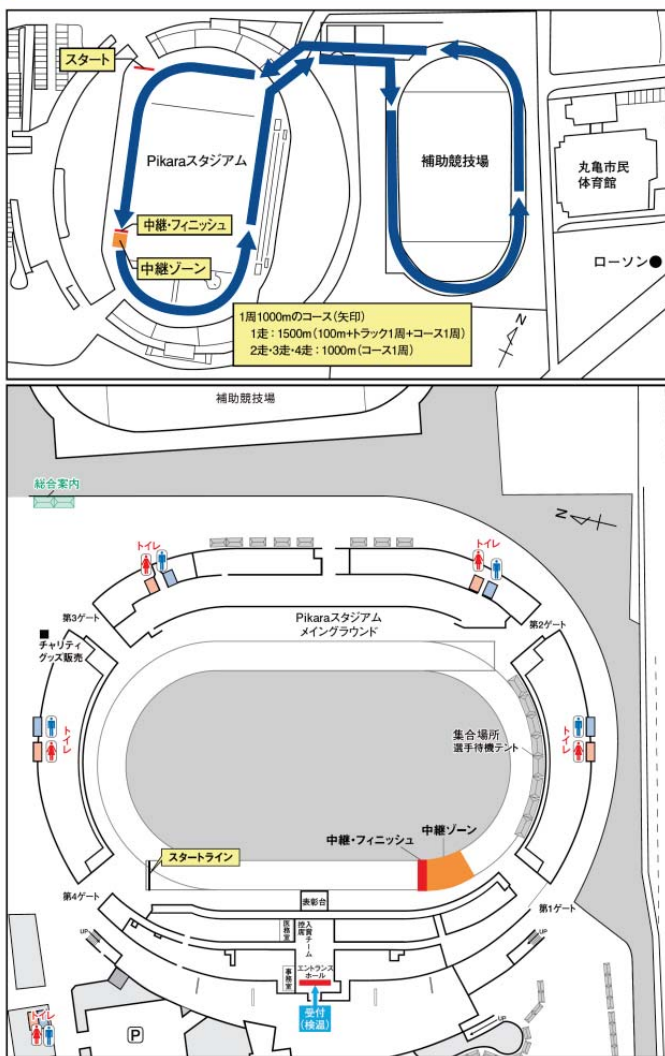 スタート
Pikaraスタジアム
補助競技場
丸亀市民
体育館
中継・フィニッシュ
中継ゾーン
ローソン
1周1000mのコース(矢印)
1走：1500m(100m+トラック1周+コース1周)
2走・3走・4走：1000m(コース1周)
N
補助競技場
総合案内
N
トイレ
トイレ
第3ゲート
Pikaraスタジアム
メイングラウンド
第2ゲート
チャリティ
グッズ販売
トイレ
集合場所
選手待機テント
トイレ
中継・フィニッシュ
中継ゾーン
スタートライン
第4ゲート
表彰台
第1ゲート
UP
医務室
入賞チーム
控席
UP
事務室
エントランス
ホール
UP
トイレ
P
受付
(検温)